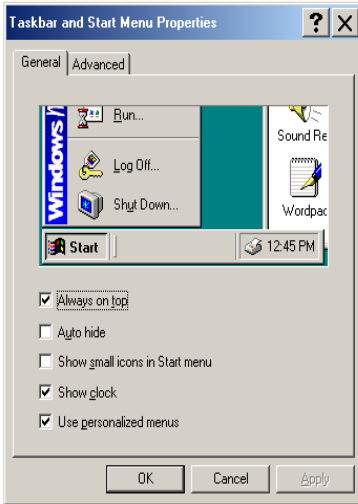 Taskbar and Start Menu Properties
General Advanced
Run...
Log Off...
Shut Down...
Sound Re
Wordpad
Start
12:45 PM
Always on top
Auto hide
Show small icons in Start menu
Show clock
Use personalized menus
OK Cancel Apply